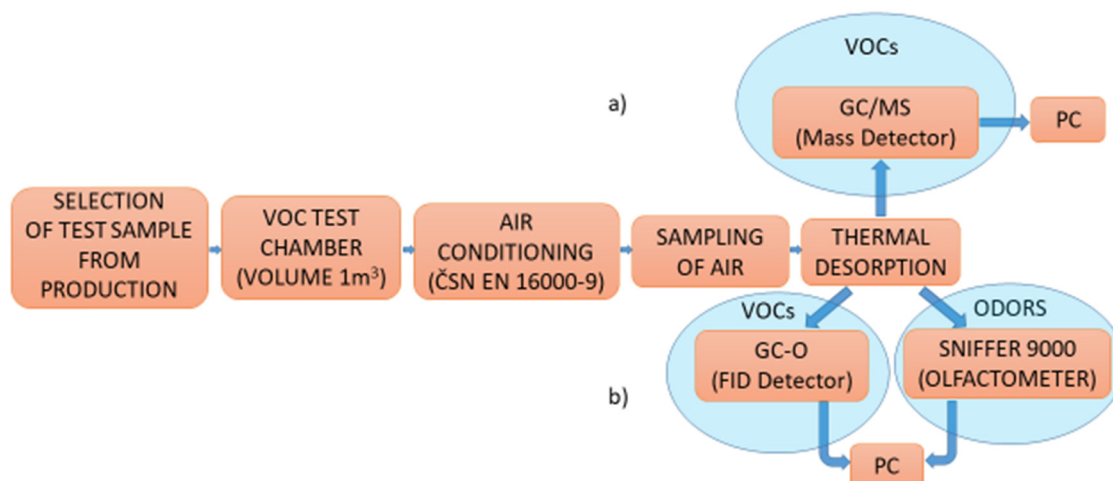 VOCs
a)
GC/MS
(Mass Detector)
PC
SELECTION
OF TEST SAMPLE
FROM
PRODUCTION
VOC TEST
CHAMBER
(VOLUME 1m³)
AIR
CONDITIONING
(ČSN EN 16000-9)
SAMPLING
OF AIR
THERMAL
DESORPTION
VOCs
GC-O
(FID Detector)
ODORS
SNIFFER 9000
(OLFACTOMETER)
b)
PC